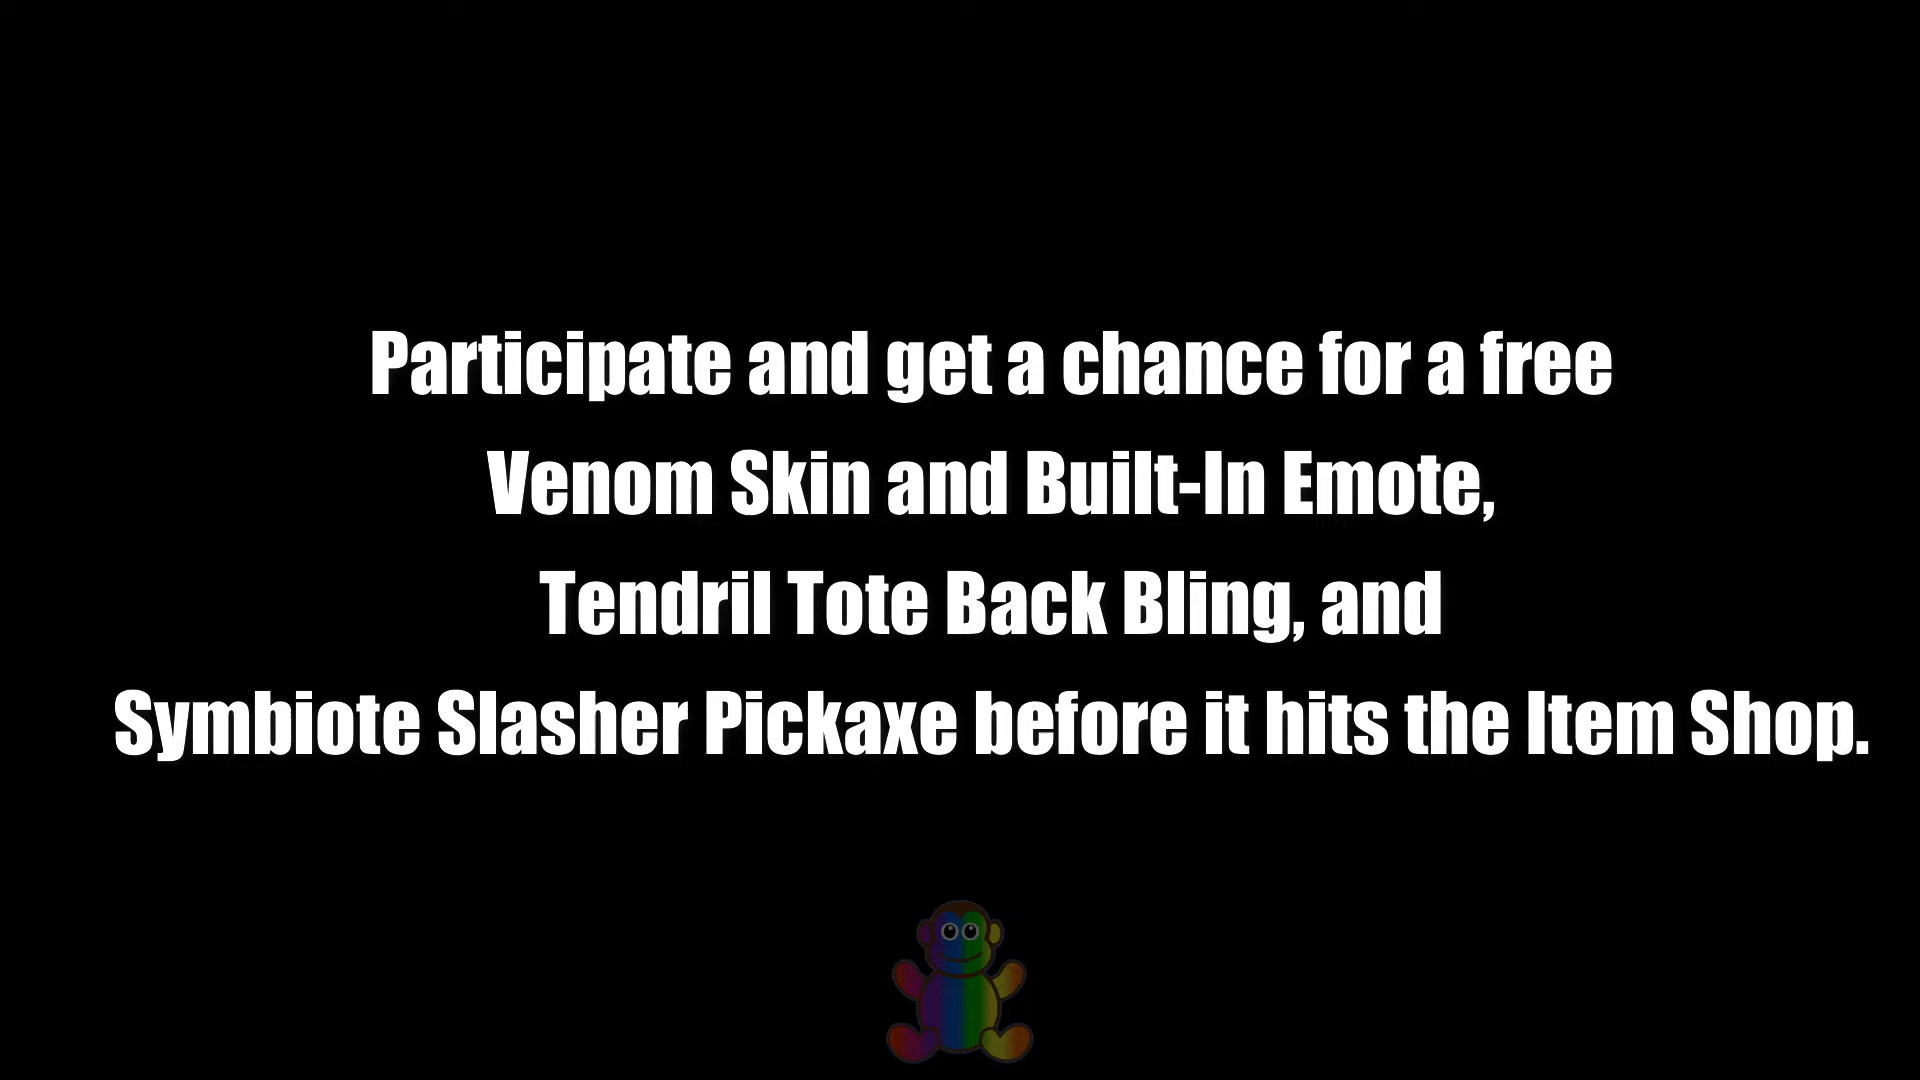 Participate and get a chance for a free
Venom Skin and Built-In Emote,
Tendril Tote Back Bling, and
Symbiote Slasher Pickaxe before it hits the Item Shop.